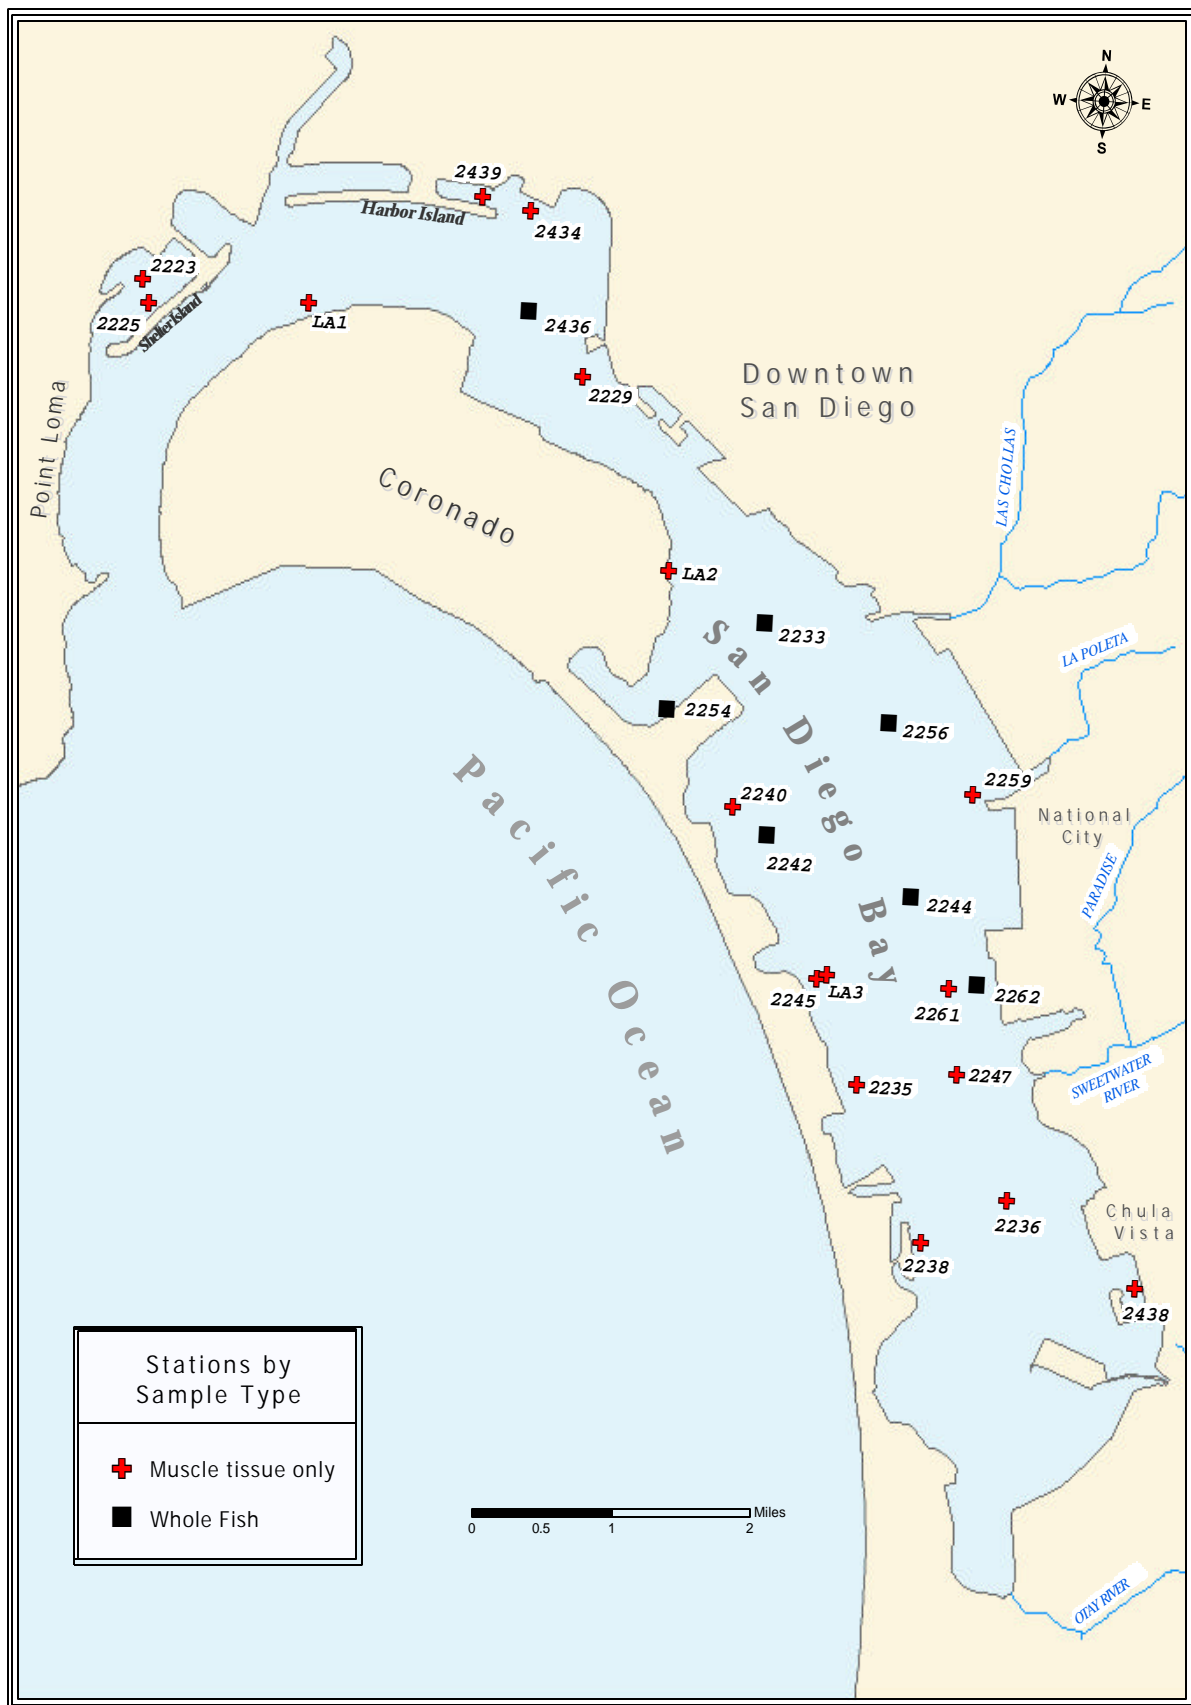 N
W
E
S
2439
Harbor Island
2434
2223
2225
Shelter Island
LA1
2436
2229
Downtown
San Diego
Point Loma
Coronado
LAS CHOLLAS
LA2
2233
San Diego Bay
LA POLETA
2254
2256
Pacific Ocean
2240
2259
National
City
2242
PARADISE
2244
2245
LA3
2261
2262
2235
2247
SWEETWATER
RIVER
2236
Chula
Vista
2238
2438
Stations by
Sample Type
Muscle tissue only
Whole Fish
Miles
0 0.5 1 2
OTAY RIVER